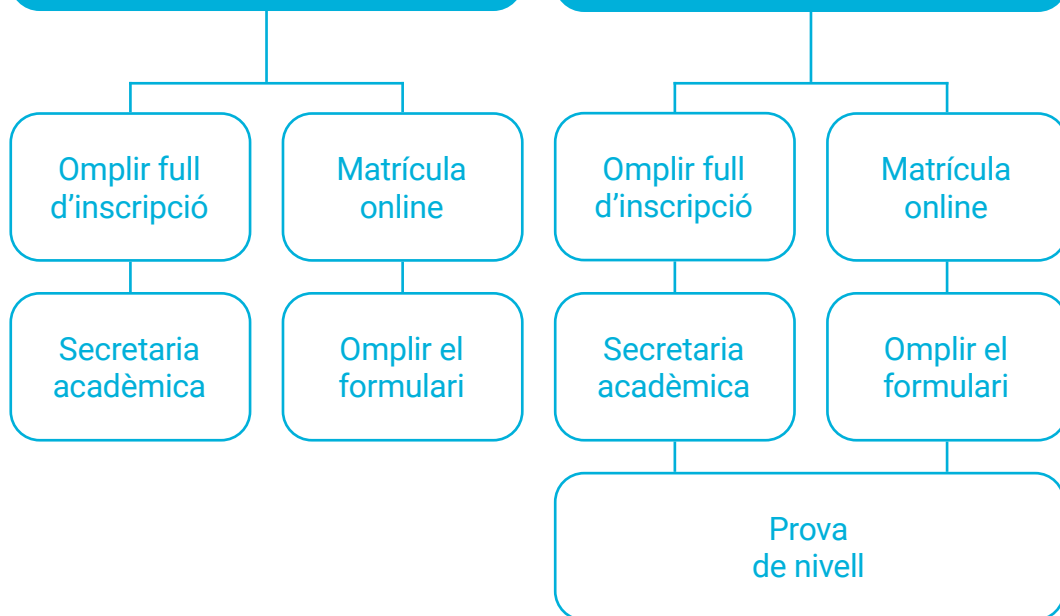 Omplir full
d’inscripció
Matrícula
online
Omplir full
d’inscripció
Matrícula
online
Secretaria
acadèmica
Omplir el
formulari
Secretaria
acadèmica
Omplir el
formulari
Prova
de nivell